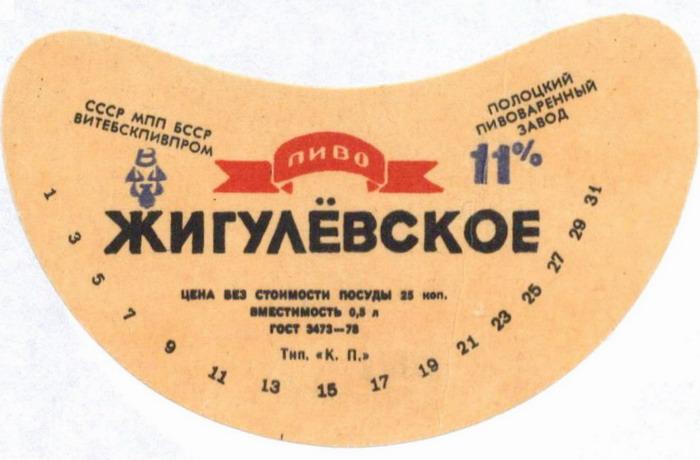 СССР МПП БССР
ВИТЕБСКПИВПРОМ
ПОЛОЦКИЙ
ПИВОВАРЕННЫЙ
ЗАВОД
ПИВО
11%
ЖИГУЛЁВСКОЕ
ЦЕНА БЕЗ СТОИМОСТИ ПОСУДЫ 25 коп.
ВМЕСТИМОСТЬ 0,5 л
ГОСТ 3473—78
Тип. «К. П.»
1 3 5 7 9 11 13 15 17 19 21 23 25 27 29 31